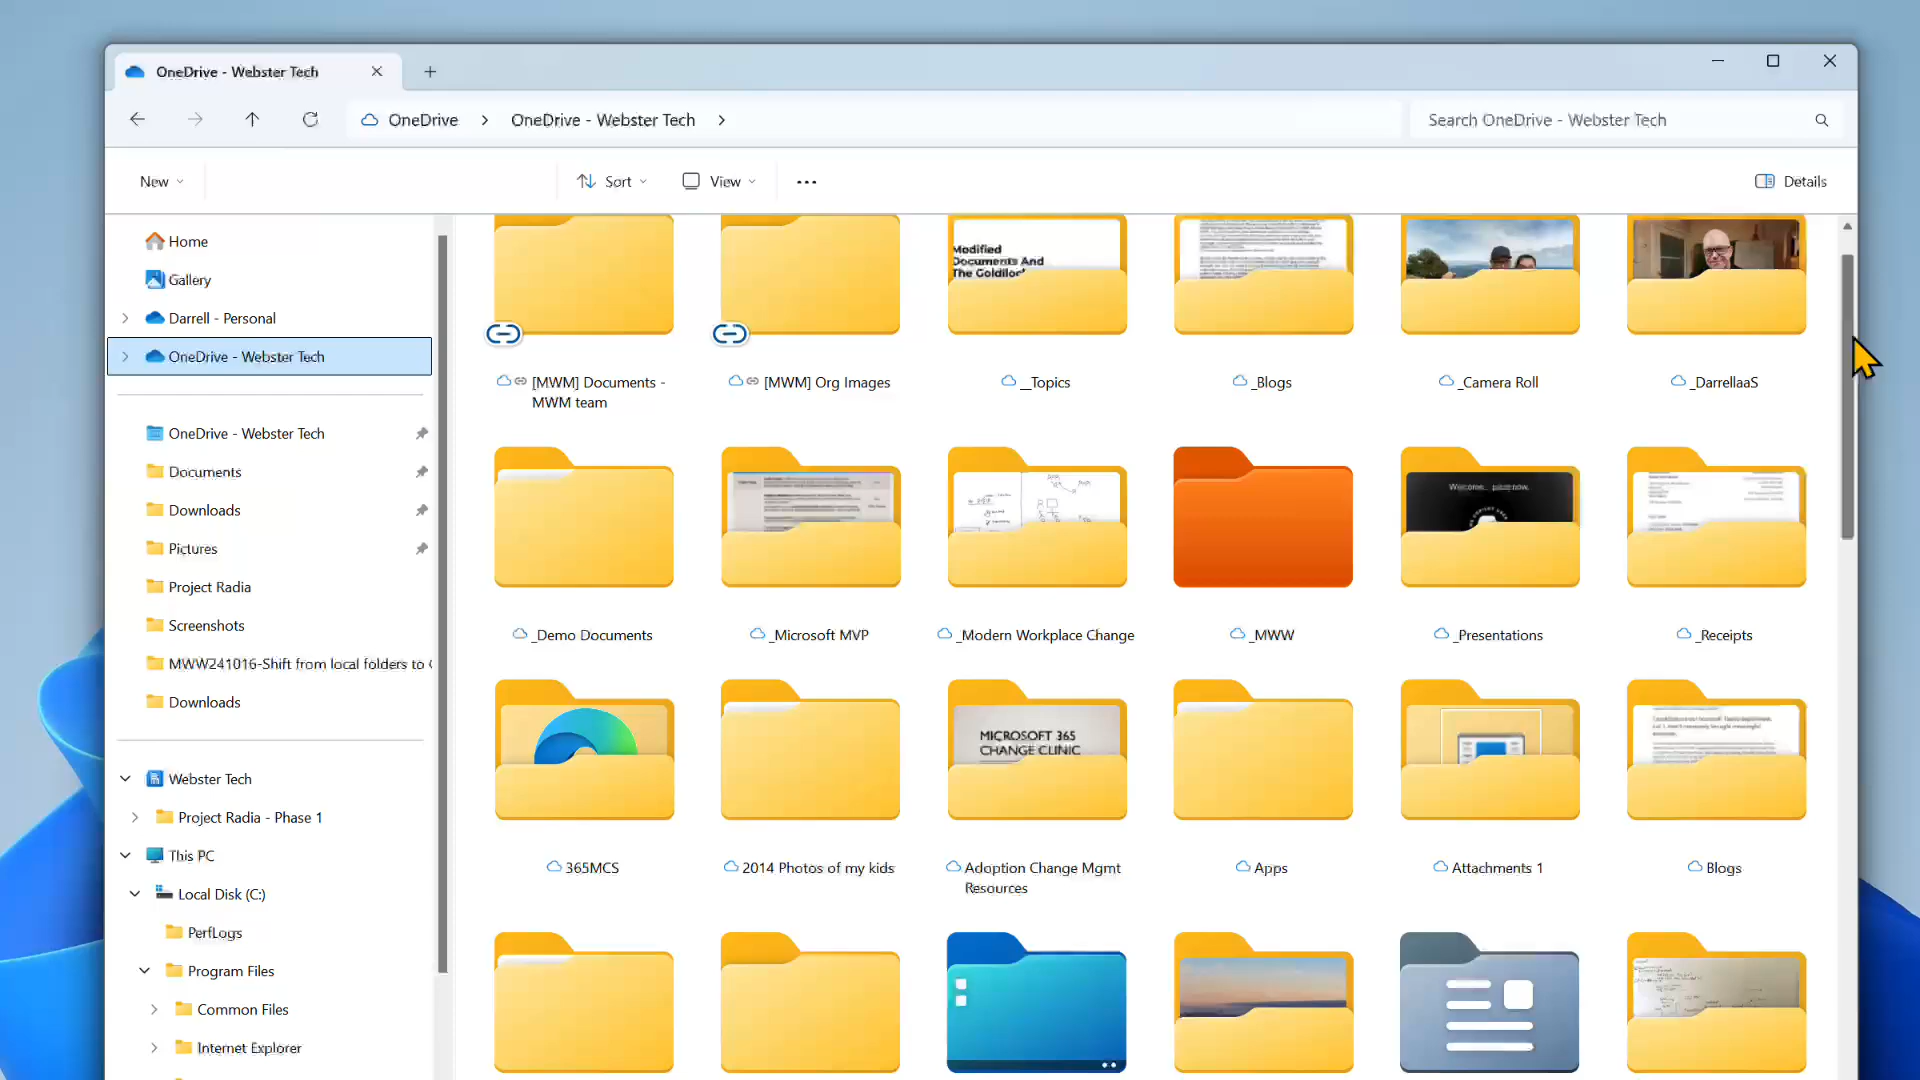 OneDrive - Webster Tech
OneDrive
OneDrive - Webster Tech
Search OneDrive - Webster Tech
New
Sort
View
Details
Home
Gallery
Darrell - Personal
OneDrive - Webster Tech
OneDrive - Webster Tech
Documents
Downloads
Pictures
Project Radia
Screenshots
MWW241016-Shift from local folders to
Downloads
Webster Tech
Project Radia - Phase 1
This PC
Local Disk (C:)
PerfLogs
Program Files
Common Files
Internet Explorer
Modified
Documents And
The Goldiloc
[MWM] Documents -
MWM team
[MWM] Org Images
__Topics
_Blogs
_Camera Roll
_DarrellaaS
Welcome...
_Demo Documents
_Microsoft MVP
_Modern Workplace Change
_MWW
_Presentations
_Receipts
MICROSOFT 365
CHANGE CLINIC
365MCS
2014 Photos of my kids
Adoption Change Mgmt
Resources
Apps
Attachments 1
Blogs